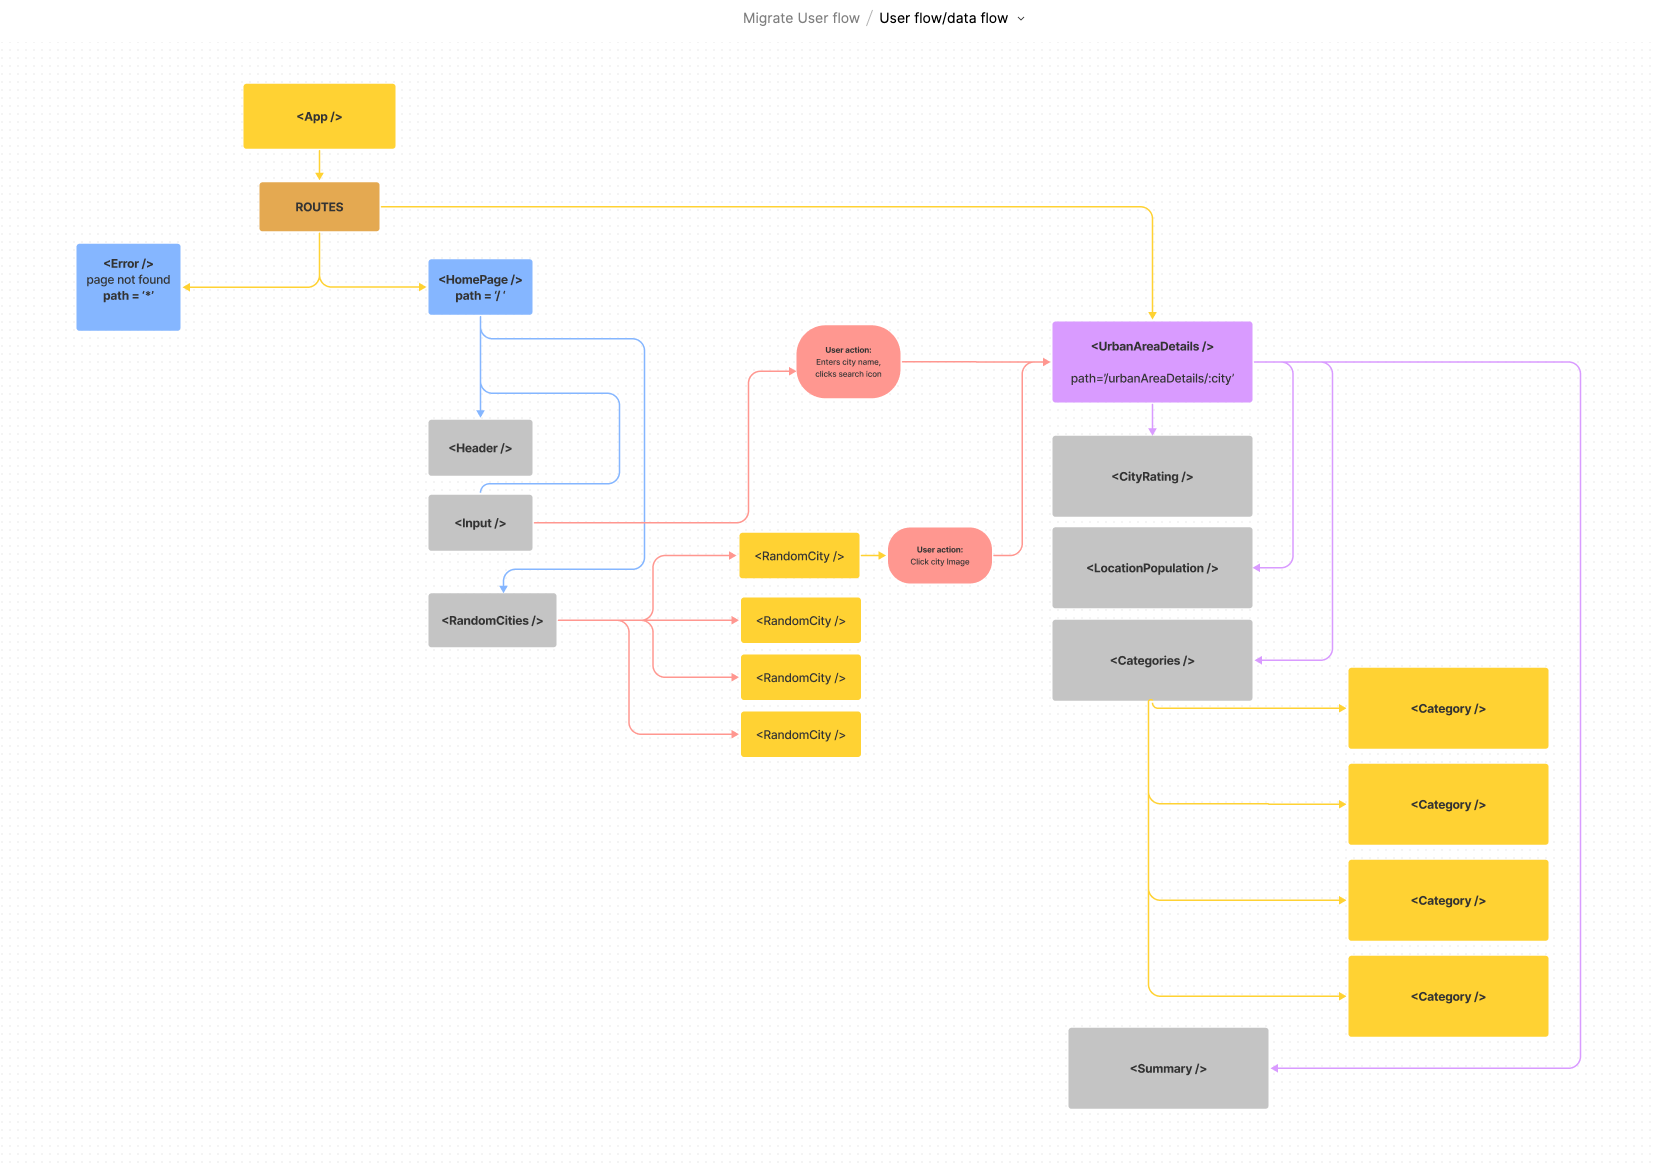 Migrate User flow / User flow/data flow
<App />
ROUTES
<Error />
page not found
path = ‘*’
<HomePage />
path = ‘/ ‘
<Header />
<Input />
<RandomCities />
User action:
Enters city name,
clicks search icon
<RandomCity />
User action:
Click city Image
<RandomCity />
<RandomCity />
<RandomCity />
<UrbanAreaDetails />
path=‘/urbanAreaDetails/:city’
<CityRating />
<LocationPopulation />
<Categories />
<Category />
<Category />
<Category />
<Category />
<Summary />